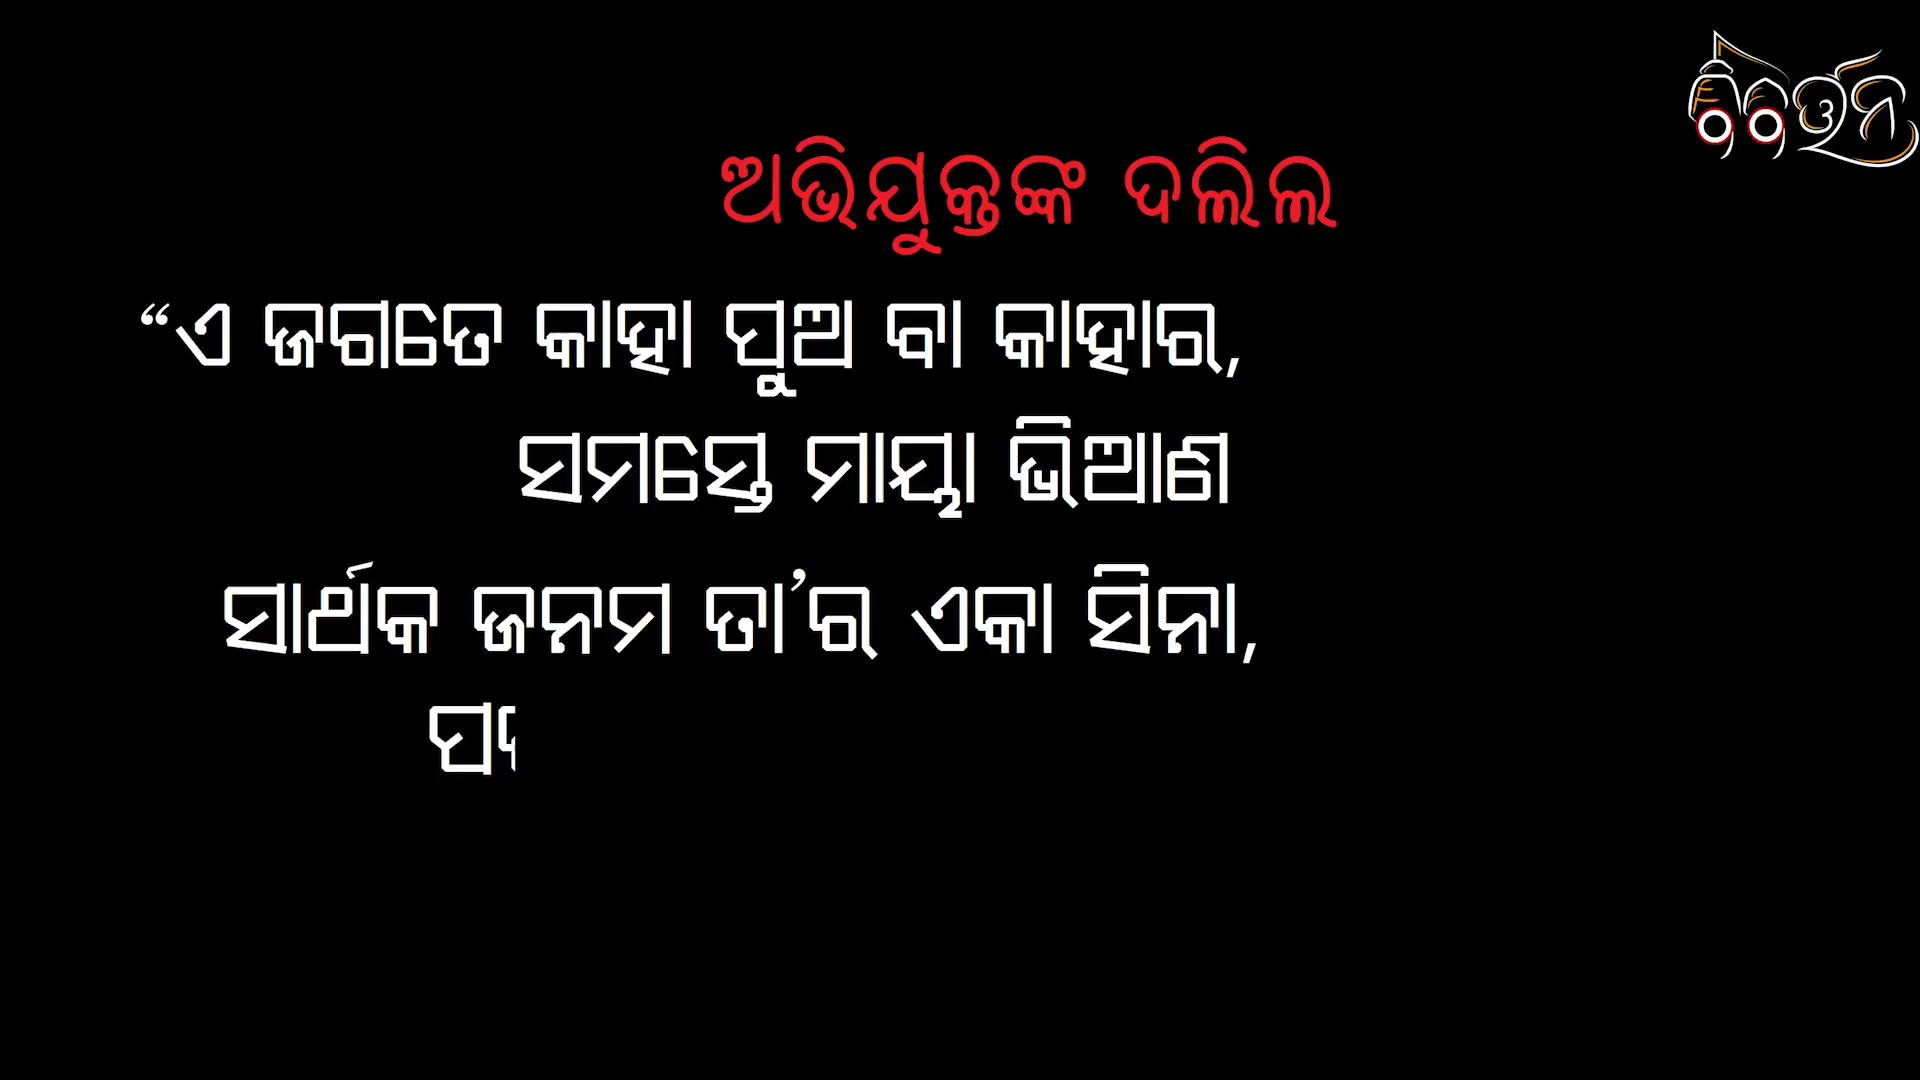 ଅଭିଯୁକ୍ତଙ୍କ ଦଲିଲ
“ଏ ଜଗତେ କାହା ପୁଅ ବା କାହାର,
ସମସ୍ତେ ମାୟା ଭିଆଣ
ସାର୍ଥକ ଜନମ ତା’ର ଏକା ସିନା,